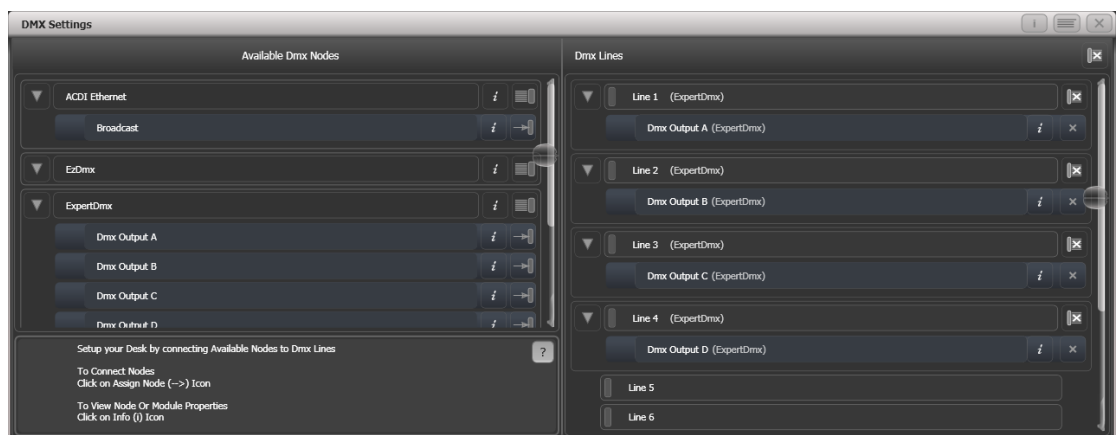 DMX Settings
Available Dmx Nodes
ACDI Ethernet
i
Broadcast
i
EzDmx
i
ExpertDmx
i
Dmx Output A
i
Dmx Output B
i
Dmx Output C
i
Dmx Output D
i
Setup your Desk by connecting Available Nodes to Dmx Lines
?
To Connect Nodes
Click on Assign Node (-->) Icon
To View Node Or Module Properties
Click on Info (i) Icon
Dmx Lines
Line 1 (ExpertDmx)
Dmx Output A (ExpertDmx)
i
Line 2 (ExpertDmx)
Dmx Output B (ExpertDmx)
i
Line 3 (ExpertDmx)
Dmx Output C (ExpertDmx)
i
Line 4 (ExpertDmx)
Dmx Output D (ExpertDmx)
i
Line 5
Line 6